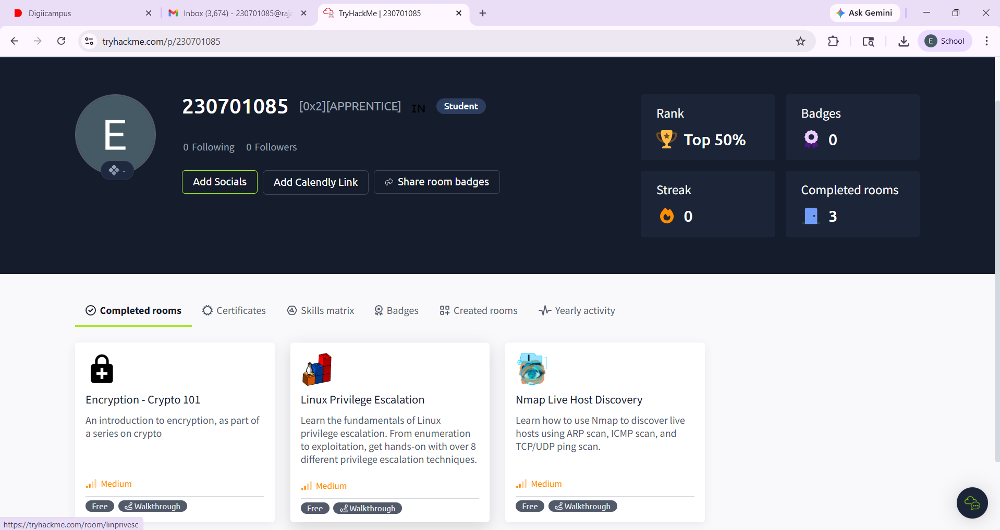 Digiicampus
Inbox (3,674) - 230701085@raja
TryHackMe | 230701085
Ask Gemini
tryhackme.com/p/230701085
E School
E
-
230701085 [0x2][APPRENTICE] IN Student
0 Following 0 Followers
Add Socials Add Calendly Link Share room badges
Rank
Top 50%
Badges
0
Streak
0
Completed rooms
3
Completed rooms Certificates Skills matrix Badges Created rooms Yearly activity
Encryption - Crypto 101
An introduction to encryption, as part of
a series on crypto
Medium
Free Walkthrough
Linux Privilege Escalation
Learn the fundamentals of Linux
privilege escalation. From enumeration
to exploitation, get hands-on with over 8
different privilege escalation techniques.
Medium
Free Walkthrough
Nmap Live Host Discovery
Learn how to use Nmap to discover live
hosts using ARP scan, ICMP scan, and
TCP/UDP ping scan.
Medium
Free Walkthrough
https://tryhackme.com/room/linprivesc